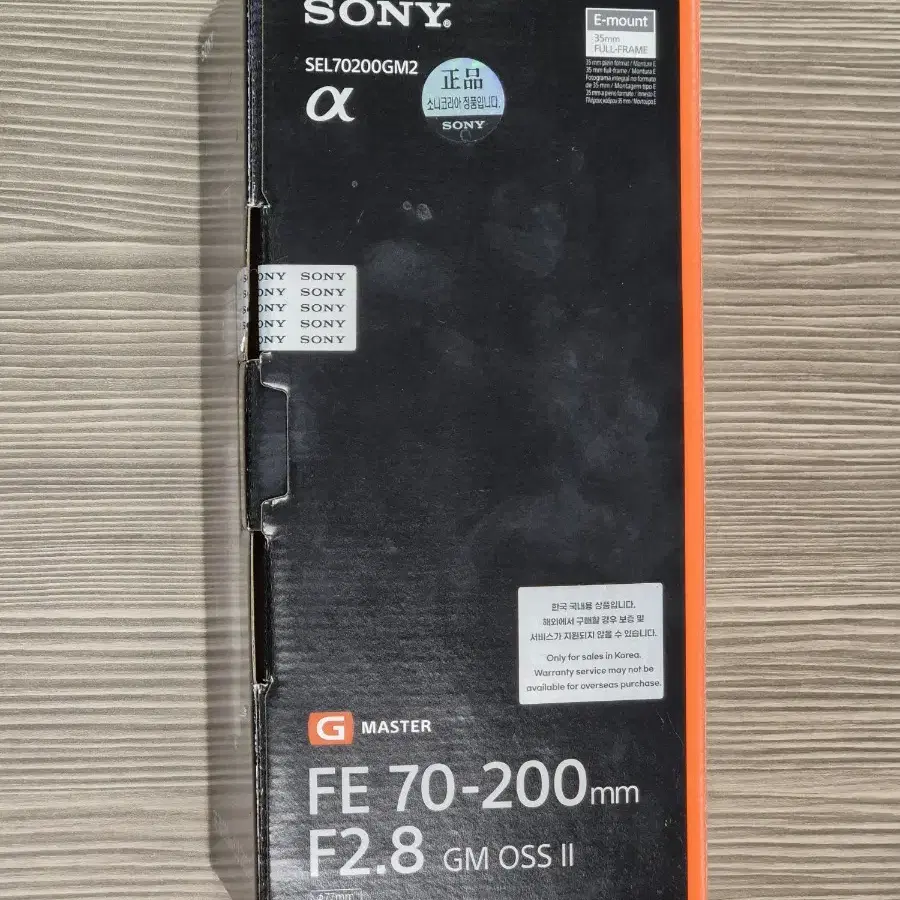 SONY®
SEL70200GM2
α
正品
소니코리아 정품입니다.
SONY
E-mount
35mm
FULL-FRAME
SONY SONY
SONY SONY
SONY SONY
SONY SONY
SONY SONY
한국 국내용 상품입니다.
해외에서 구매할 경우 보증 및
서비스가 지원되지 않을 수 있습니다.
Only for sales in Korea.
Warranty service may not be
available for overseas purchase.
G MASTER
FE 70-200mm
F2.8 GM OSS II